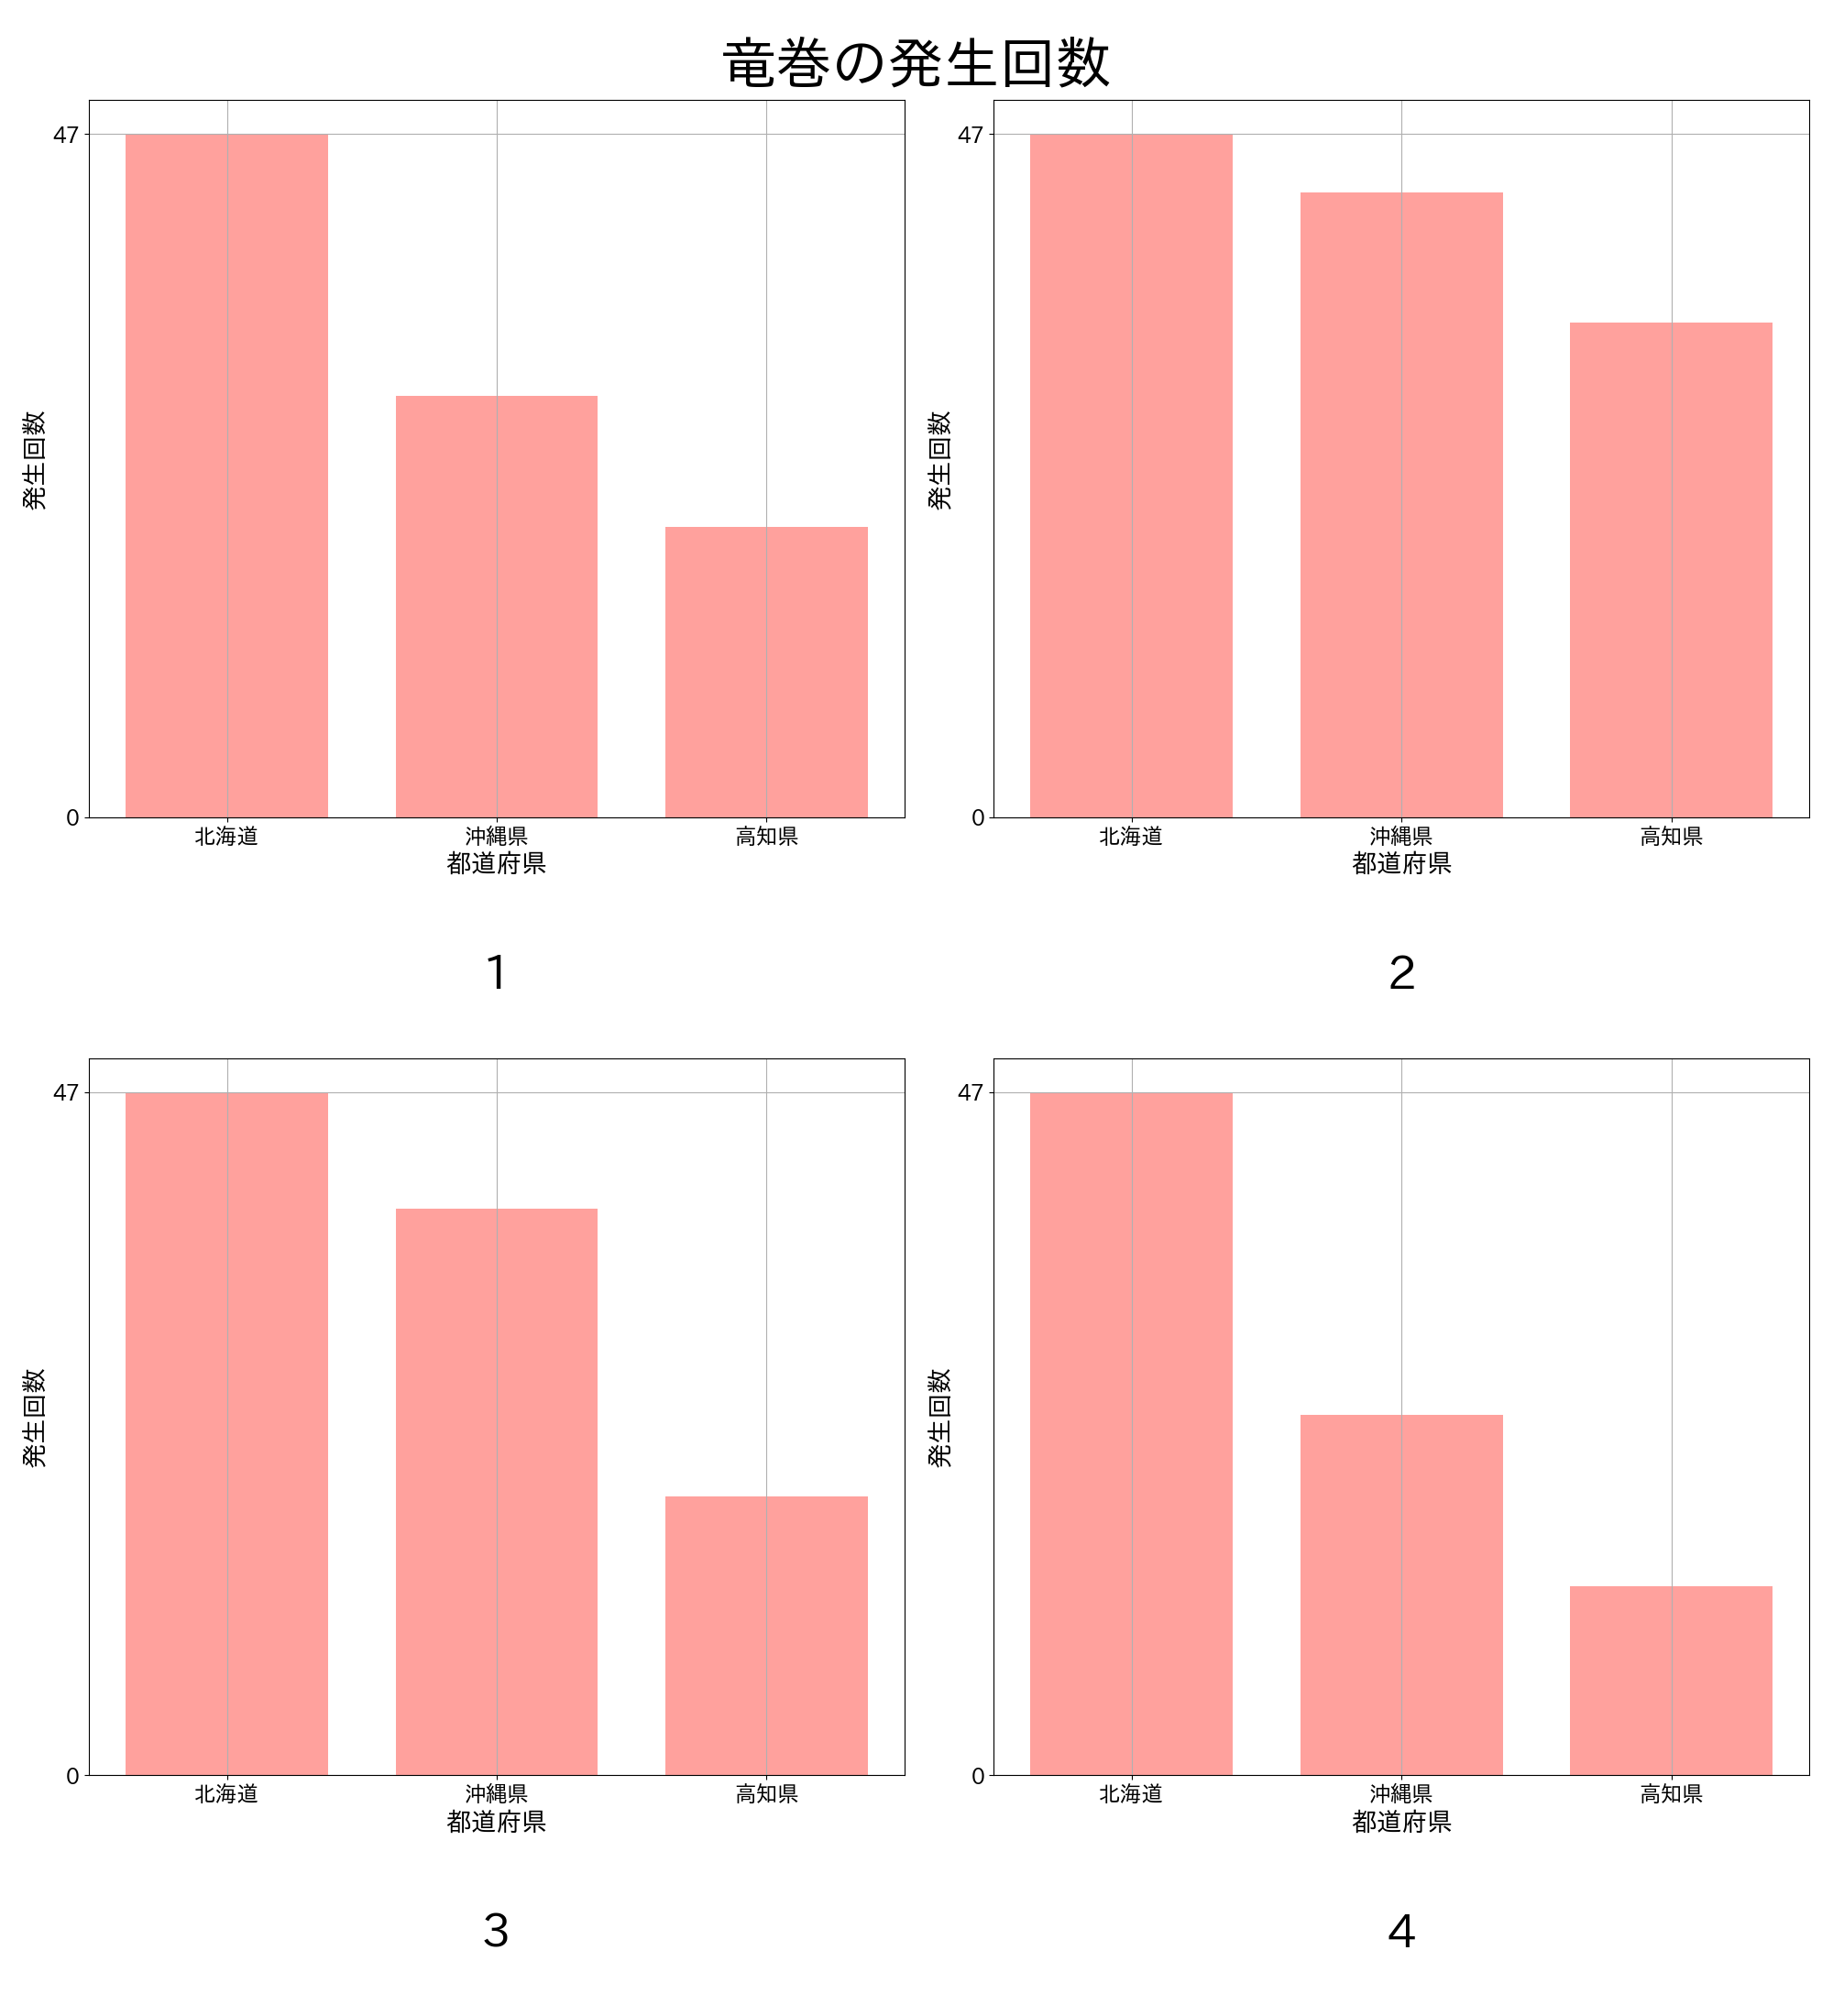 竜巻の発生回数
47
0
発生回数
北海道 沖縄県 高知県
都道府県
1
47
0
発生回数
北海道 沖縄県 高知県
都道府県
2
47
0
発生回数
北海道 沖縄県 高知県
都道府県
3
47
0
発生回数
北海道 沖縄県 高知県
都道府県
4